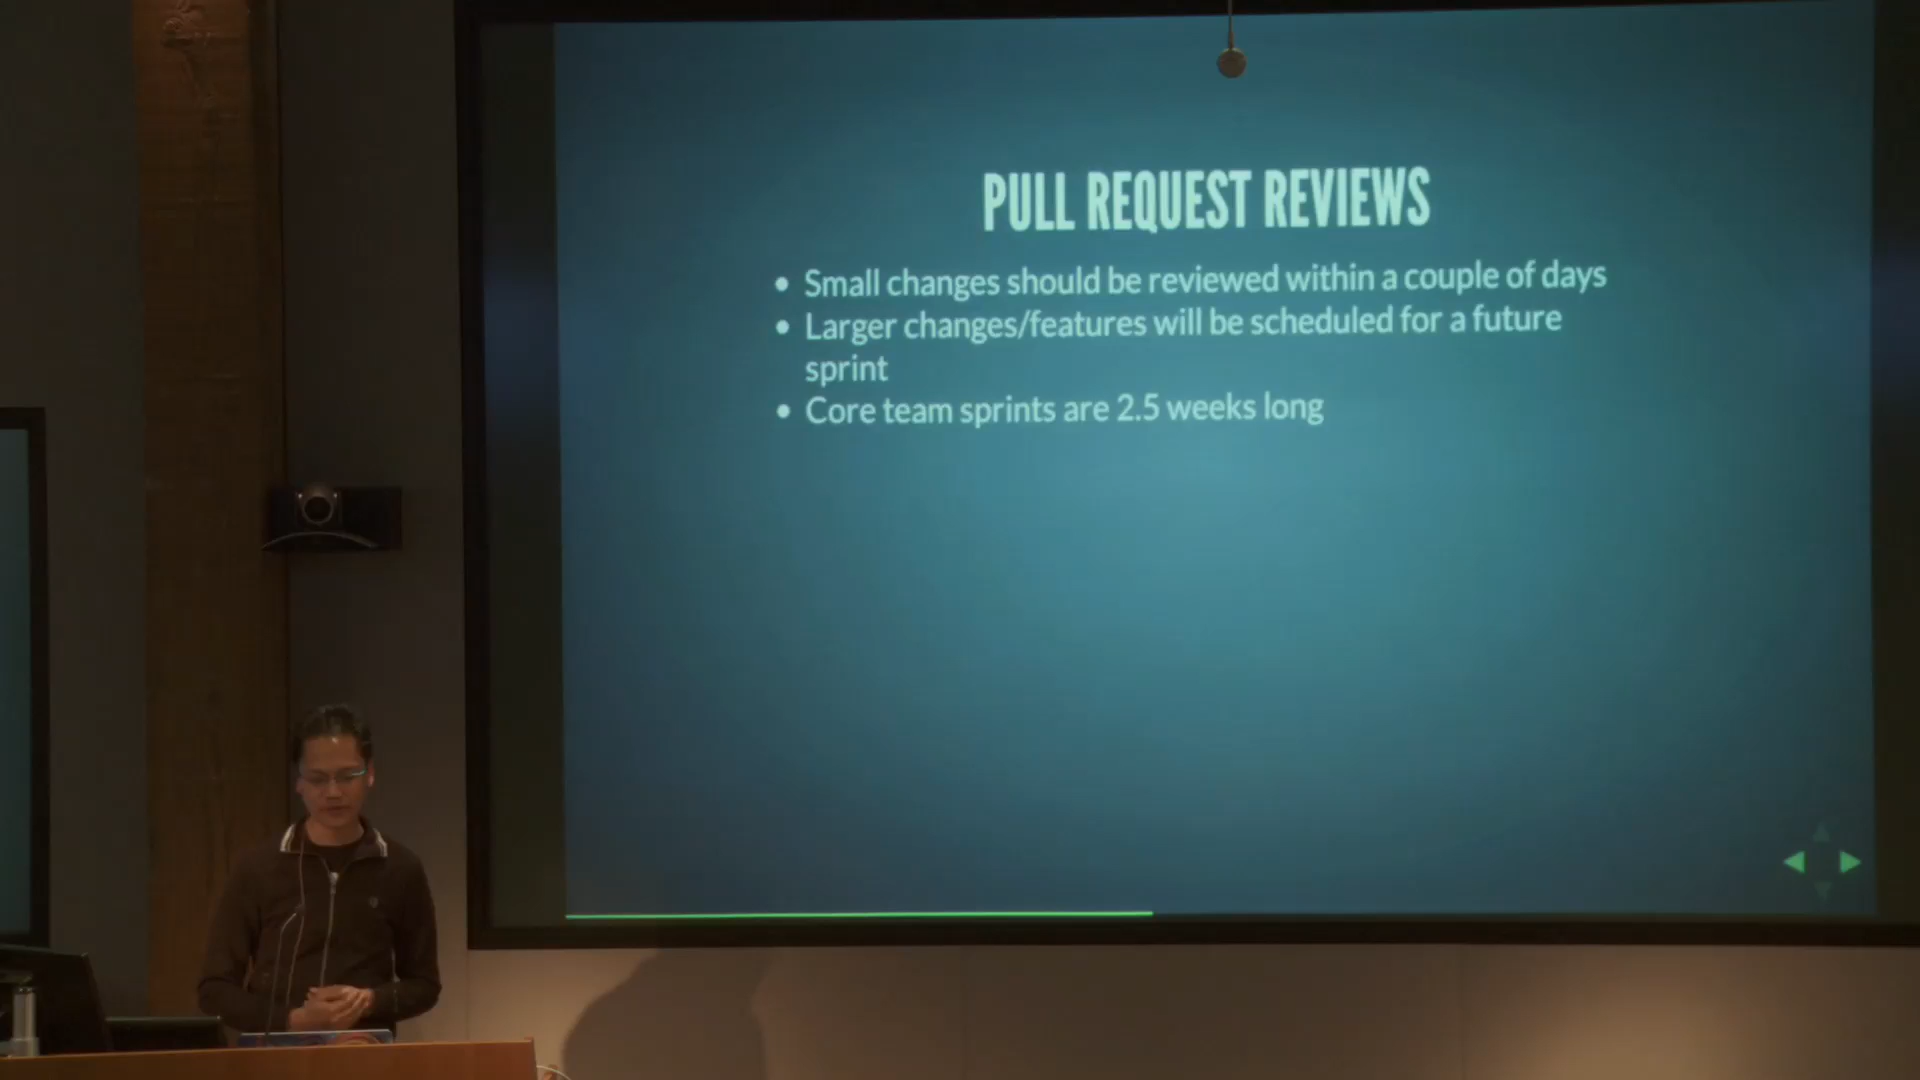 PULL REQUEST REVIEWS
• Small changes should be reviewed within a couple of days
• Larger changes/features will be scheduled for a future
sprint
• Core team sprints are 2.5 weeks long